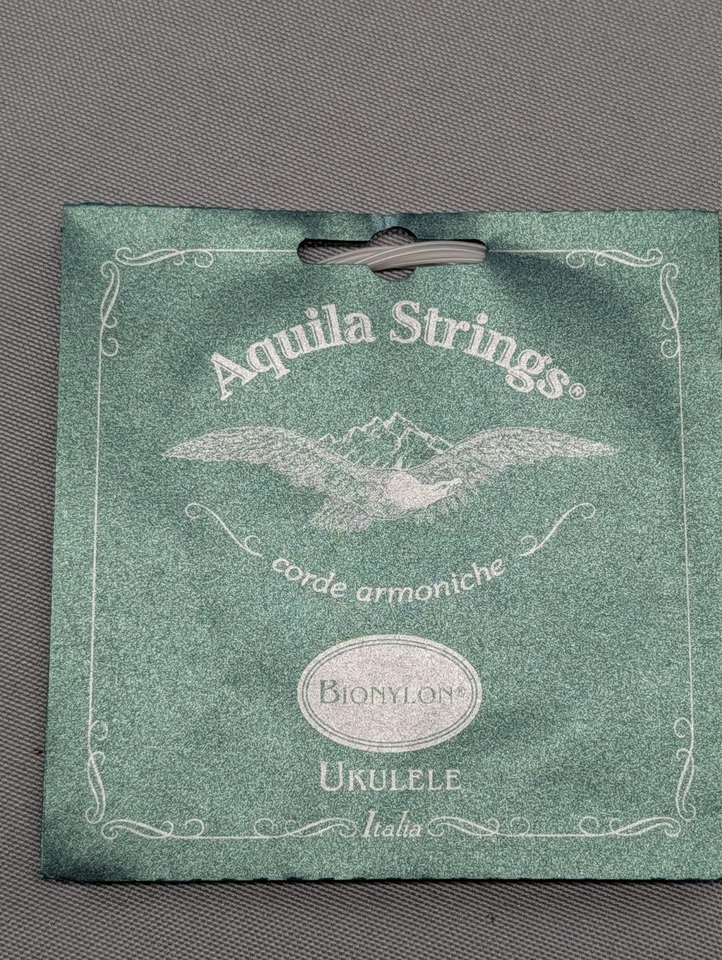 Aquila Strings®
corde armoniche
BIONYLON®
UKULELE
Italia